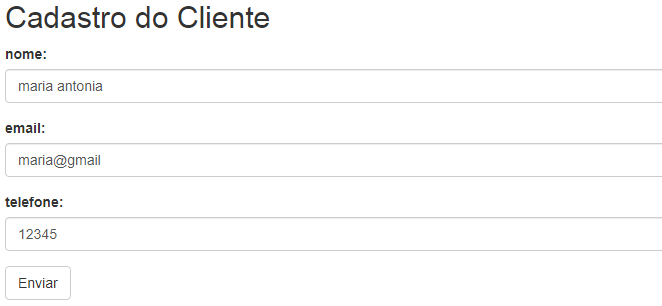 Cadastro do Cliente
nome:
maria antonia
email:
maria@gmail
telefone:
12345
Enviar